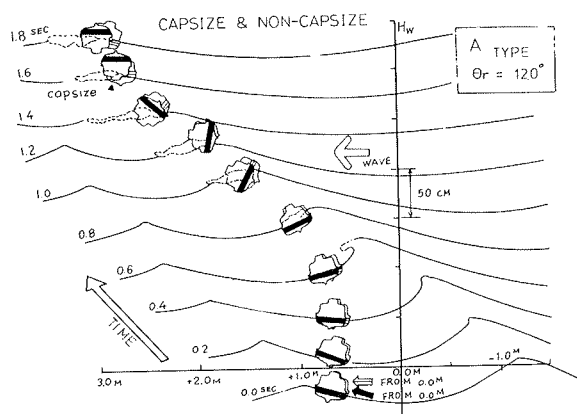 CAPSIZE & NON-CAPSIZE
Hw
1.8 SEC
A TYPE
θr = 120°
1.6
capsize
1.4
1.2
WAVE
1.0
50 CM
0.8
0.6
0.4
TIME
0.2
3.0M
+2.0M
+1.0M
0.0M
-1.0M
0.0 SEC
FROM 0.0M
FROM 0.0M